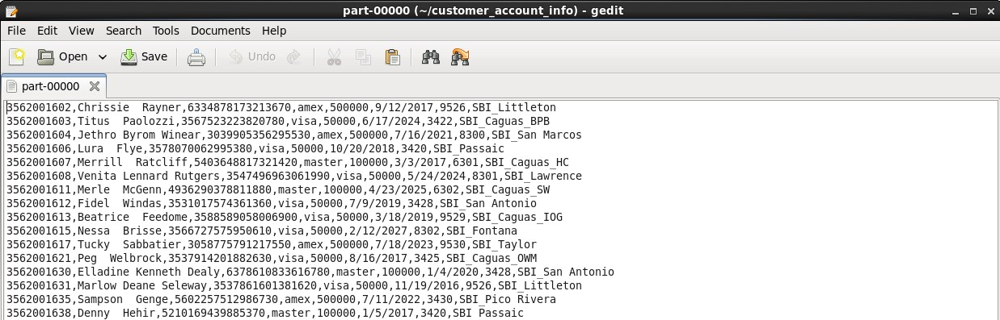 part-00000 (~/customer_account_info) - gedit
File Edit View Search Tools Documents Help
Open Save Undo
part-00000
3562001602,Chrissie  Rayner,6334878173213670,amex,500000,9/12/2017,9526,SBI_Littleton
3562001603,Titus  Paolozzi,3567523223820780,visa,50000,6/17/2024,3422,SBI_Caguas_BPB
3562001604,Jethro Byrom Winear,3039905356295530,amex,500000,7/16/2021,8300,SBI_San Marcos
3562001606,Lura  Flye,3578070062995380,visa,50000,10/20/2018,3420,SBI_Passaic
3562001607,Merrill  Ratcliff,5403648817321420,master,100000,3/3/2017,6301,SBI_Caguas_HC
3562001608,Venita Lennard Rutgers,3547496963061990,visa,50000,5/24/2024,8301,SBI_Lawrence
3562001611,Merle  McGenn,4936290378811880,master,100000,4/23/2025,6302,SBI_Caguas_SW
3562001612,Fidel  Windas,3531017574361360,visa,50000,7/9/2019,3428,SBI_San Antonio
3562001613,Beatrice  Feedome,3588589058006900,visa,50000,3/18/2019,9529,SBI_Caguas_IOG
3562001615,Nessa  Brisse,3566727575950610,visa,50000,2/12/2027,8302,SBI_Fontana
3562001617,Tucky  Sabbatier,3058775791217550,amex,500000,7/18/2023,9530,SBI_Taylor
3562001621,Peg  Welbrock,3537914201882630,visa,50000,8/16/2017,3425,SBI_Caguas_OWM
3562001630,Elladine Kenneth Dealy,6378610833616780,master,100000,1/4/2020,3428,SBI_San Antonio
3562001631,Marlow Deane Seleway,3537861601381620,visa,50000,11/19/2016,9526,SBI_Littleton
3562001635,Sampson  Genge,5602257512986730,amex,500000,7/11/2022,3430,SBI_Pico Rivera
3562001638,Denny  Hehir,5210169439885370,master,100000,1/5/2017,3420,SBI_Passaic